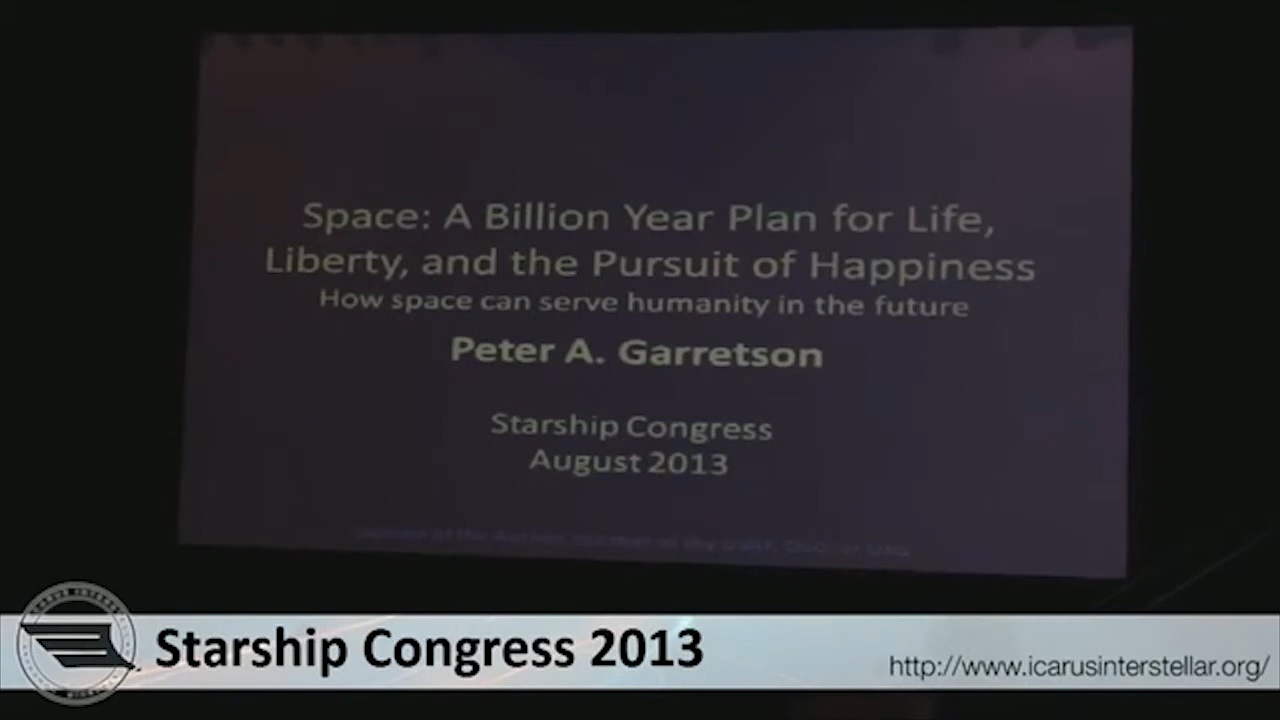 Space: A Billion Year Plan for Life,
Liberty, and the Pursuit of Happiness
How space can serve humanity in the future
Peter A. Garretson
Starship Congress
August 2013
Starship Congress 2013
http://www.icarusinterstellar.org/